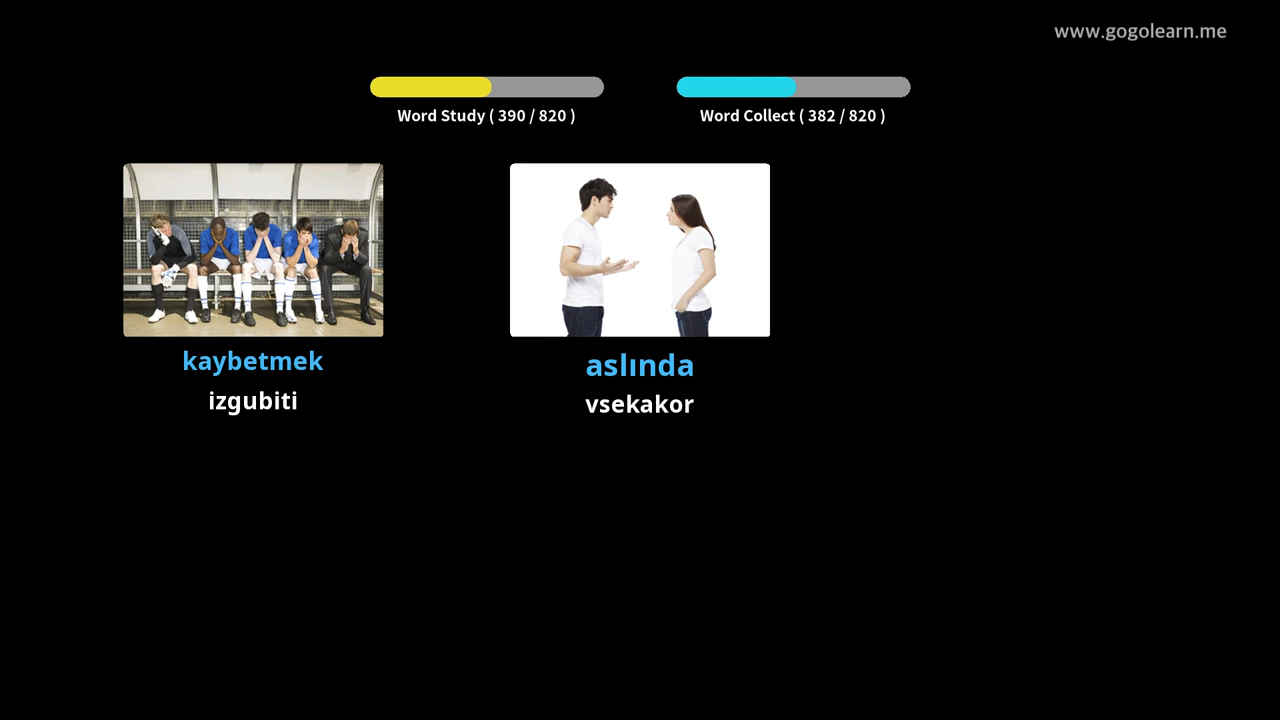 www.gogolearn.me
Word Study ( 390 / 820 )
Word Collect ( 382 / 820 )
kaybetmek
izgubiti
aslında
vsekakor